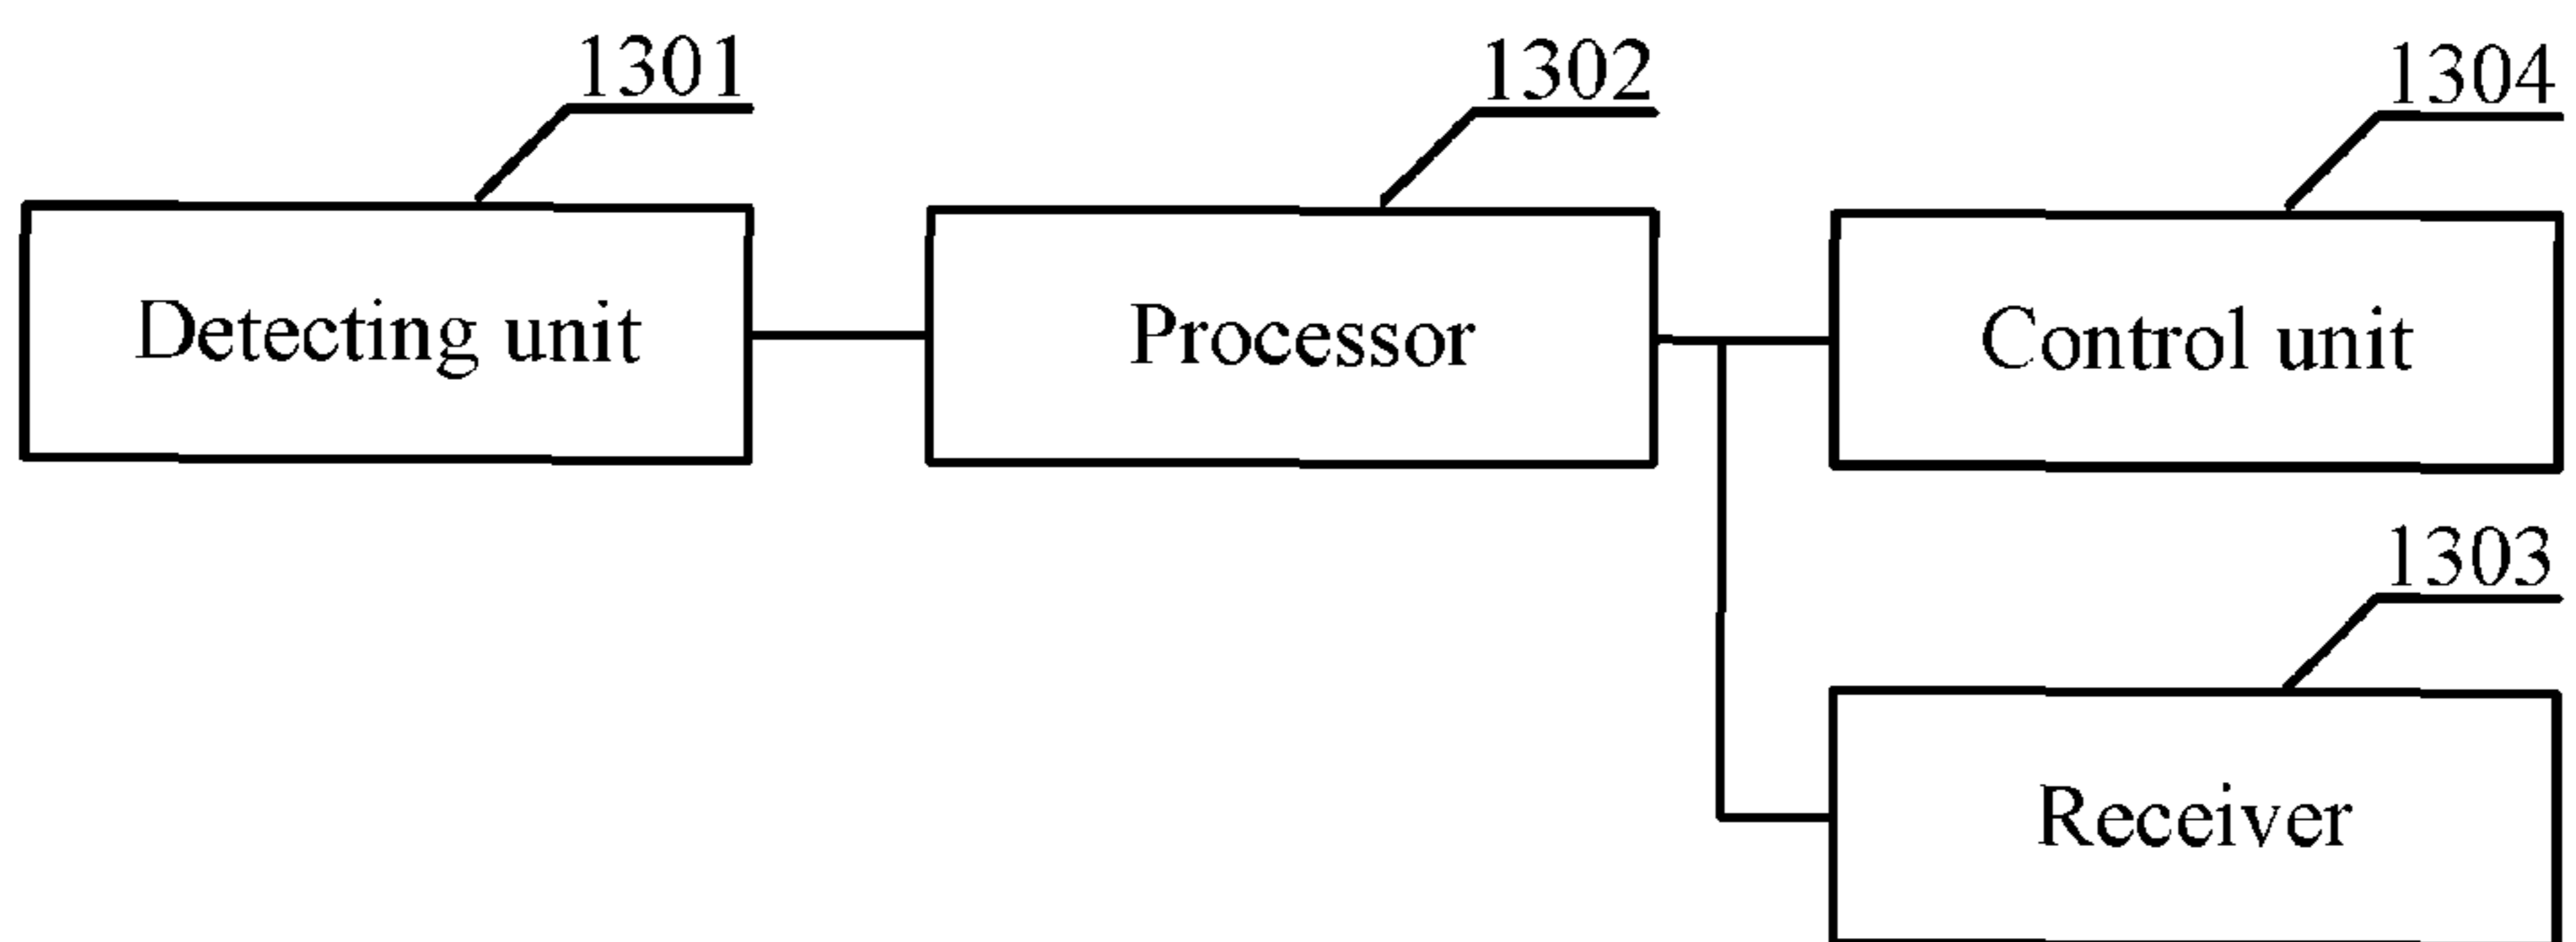 1301
1302
1304
Detecting unit
Processor
Control unit
1303
Receiver